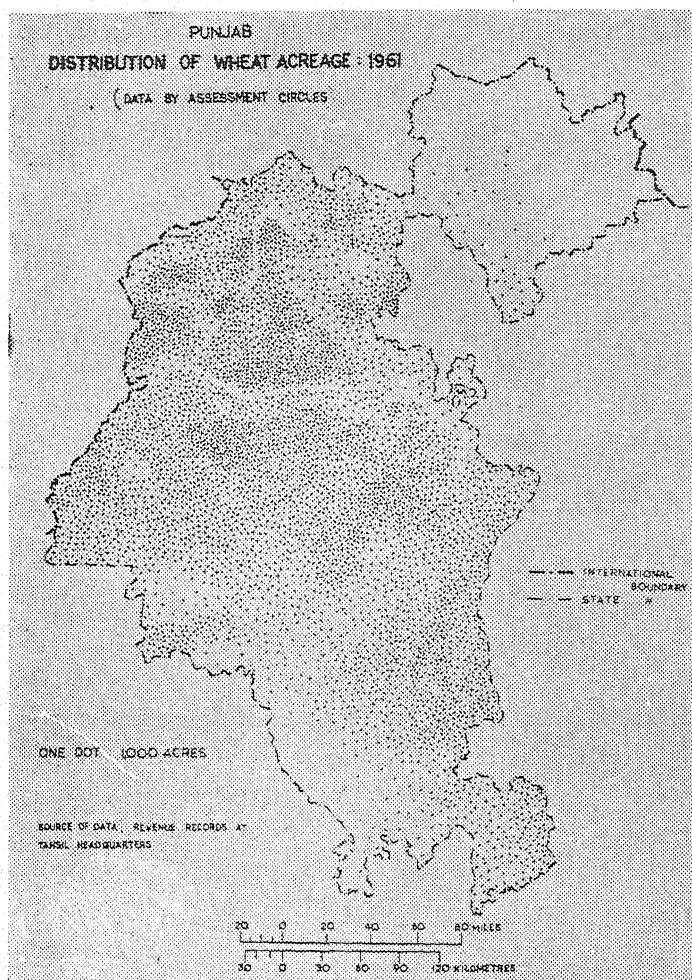 PUNJAB
DISTRIBUTION OF WHEAT ACREAGE : 1961
(DATA BY ASSESSMENT CIRCLES
INTERNATIONAL
BOUNDARY
STATE "
ONE DOT 1,000 ACRES
SOURCE OF DATA, REVENUE RECORDS AT
TAHSIL HEADQUARTERS
20 0 20 40 60 80 MILES
30 0 30 60 90 120 KILOMETRES